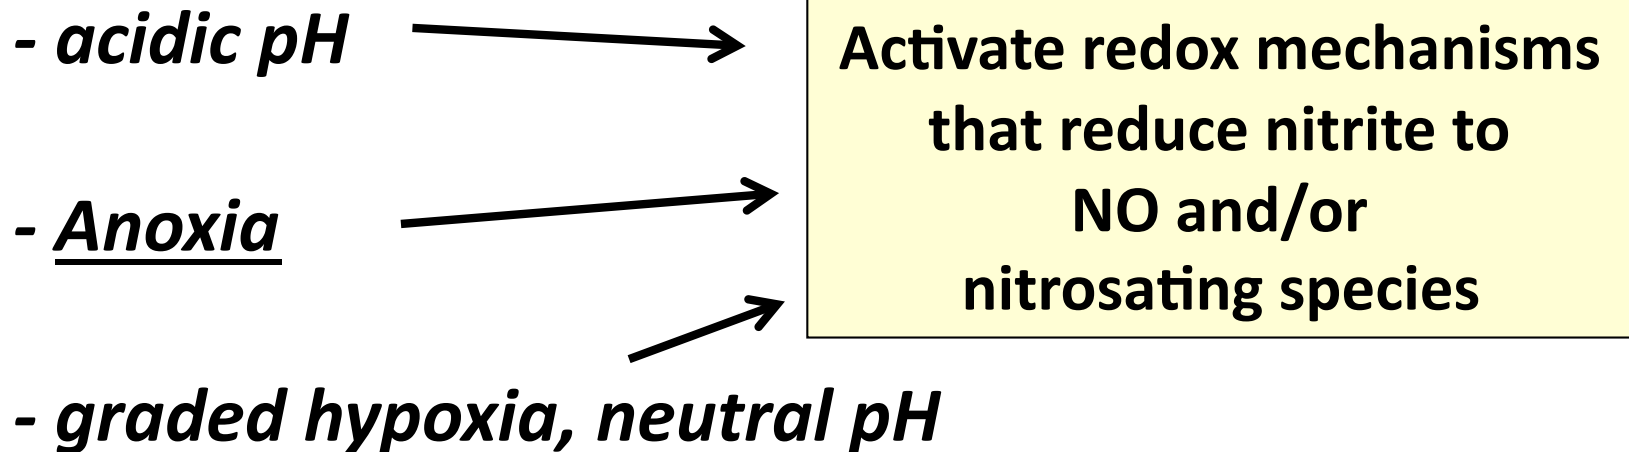 - acidic pH
Activate redox mechanisms
that reduce nitrite to
- Anoxia
NO and/or
nitrosating species
- graded hypoxia, neutral pH